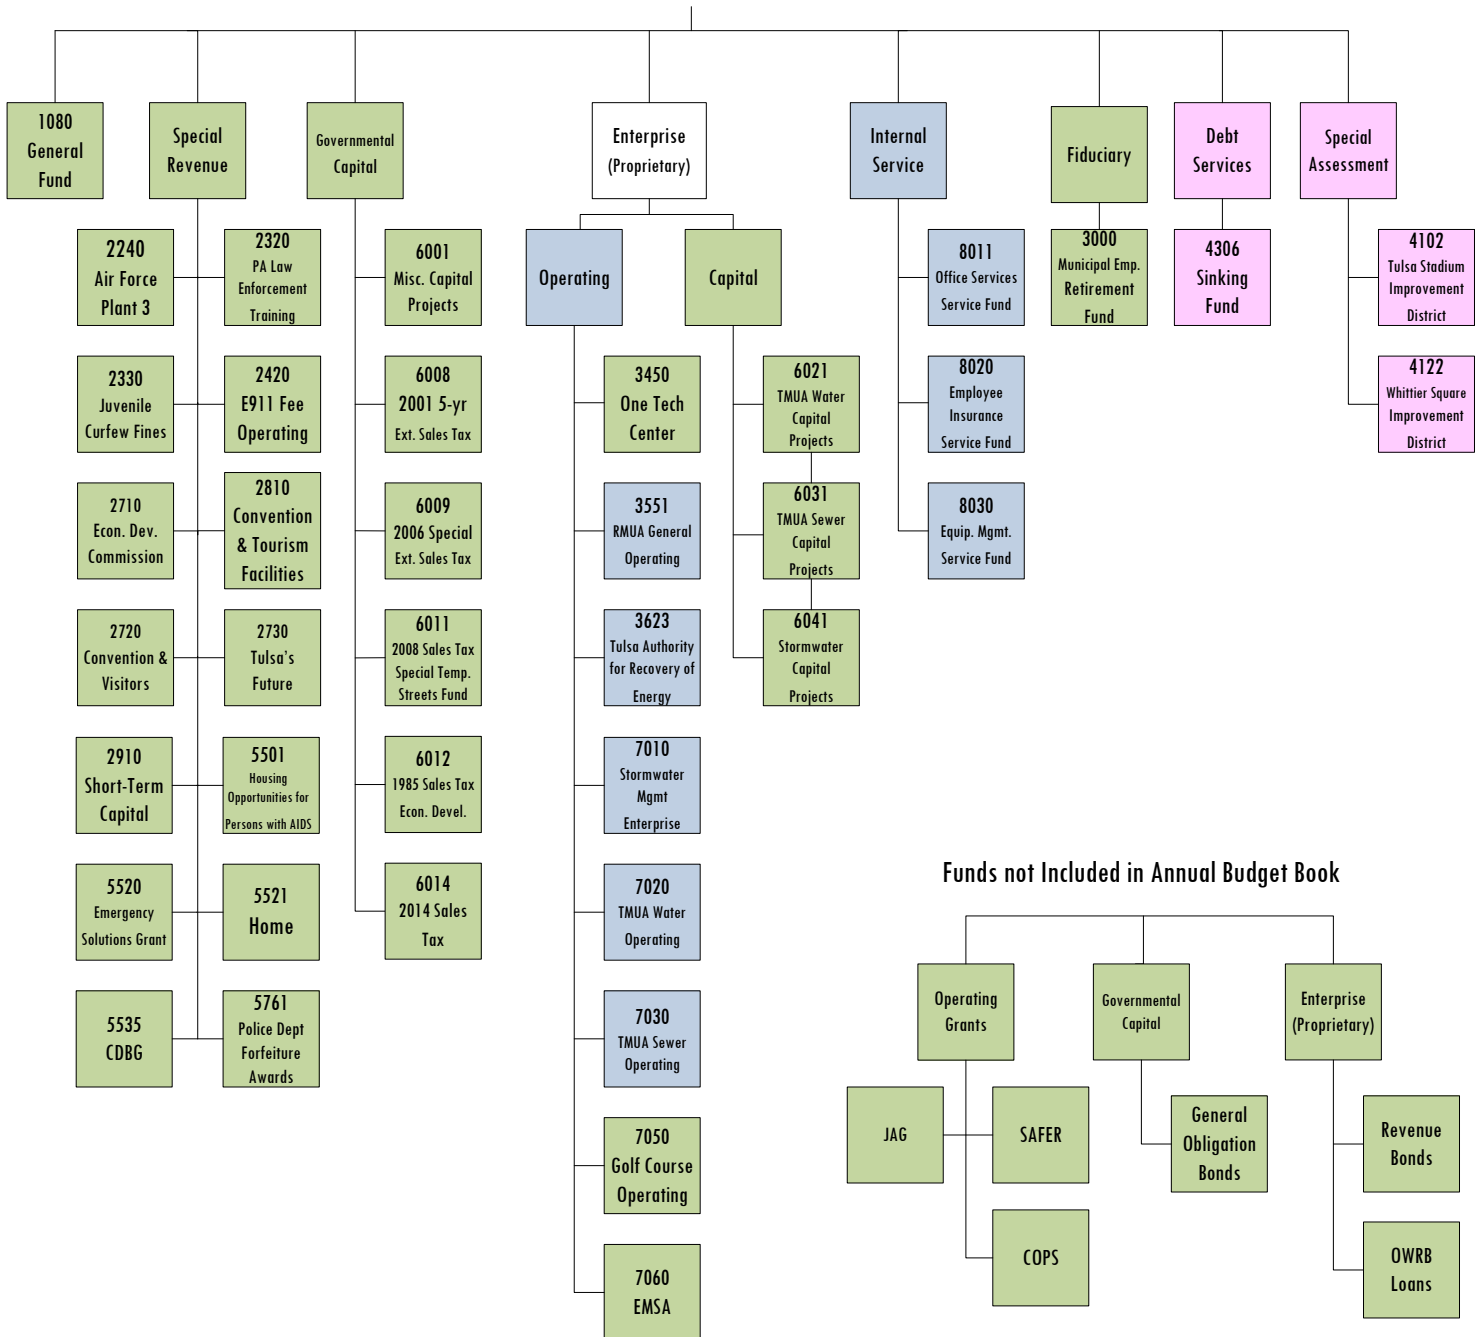 1080
General
Fund
Special
Revenue
Governmental
Capital
Enterprise
(Proprietary)
Internal
Service
Fiduciary
Debt
Services
Special
Assessment
2240
Air Force
Plant 3
2320
PA Law
Enforcement
Training
2330
Juvenile
Curfew Fines
2420
E911 Fee
Operating
2710
Econ. Dev.
Commission
2810
Convention
& Tourism
Facilities
2720
Convention &
Visitors
2730
Tulsa's
Future
2910
Short-Term
Capital
5501
Housing
Opportunities for
Persons with AIDS
5520
Emergency
Solutions Grant
5521
Home
5535
CDBG
5761
Police Dept
Forfeiture
Awards
6001
Misc. Capital
Projects
6008
2001 5-yr
Ext. Sales Tax
6009
2006 Special
Ext. Sales Tax
6011
2008 Sales Tax
Special Temp.
Streets Fund
6012
1985 Sales Tax
Econ. Devel.
6014
2014 Sales
Tax
Operating
Capital
3450
One Tech
Center
3551
RMUA General
Operating
3623
Tulsa Authority
for Recovery of
Energy
7010
Stormwater
Mgmt
Enterprise
7020
TMUA Water
Operating
7030
TMUA Sewer
Operating
7050
Golf Course
Operating
7060
EMSA
6021
TMUA Water
Capital
Projects
6031
TMUA Sewer
Capital
Projects
6041
Stormwater
Capital
Projects
8011
Office Services
Service Fund
8020
Employee
Insurance
Service Fund
8030
Equip. Mgmt.
Service Fund
3000
Municipal Emp.
Retirement
Fund
4306
Sinking
Fund
4102
Tulsa Stadium
Improvement
District
4122
Whittier Square
Improvement
District
Funds not Included in Annual Budget Book
Operating
Grants
Governmental
Capital
Enterprise
(Proprietary)
JAG
SAFER
COPS
General
Obligation
Bonds
Revenue
Bonds
OWRB
Loans